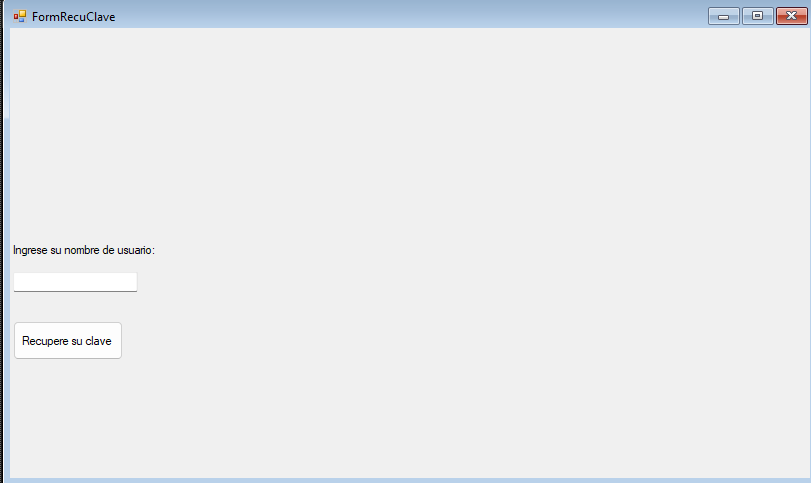 FormRecuClave
Ingrese su nombre de usuario:
Recupere su clave